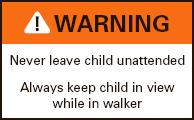 WARNING
Never leave child unattended
Always keep child in view
while in walker